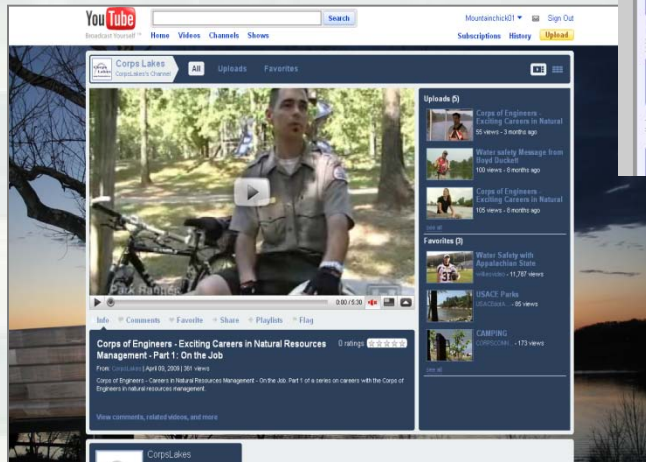 YouTube
Broadcast Yourself™
Search
Mountainchick01 ▼ Sign Out
Home Videos Channels Shows
Subscriptions History Upload
Corps Lakes
CorpsLakes's Channel
All Uploads Favorites
Park Ranger
0:00 / 5:30
Info Comments Favorite Share Playlists Flag
Corps of Engineers - Exciting Careers in Natural Resources
Management - Part 1: On the Job
0 ratings
From: CorpsLakes | April 09, 2009 | 381 views
Corps of Engineers - Careers in Natural Resources Management - On the Job. Part 1 of a series on careers with the Corps of
Engineers in natural resources management.
View comments, related videos, and more
Uploads (5)
Corps of Engineers -
Exciting Careers in Natural
55 views - 3 months ago
Water safety Message from
Boyd Duckett
100 views - 8 months ago
Corps of Engineers -
Exciting Careers in Natural
105 views - 8 months ago
see all
Favorites (3)
Water Safety with
Appalachian State
wilkesvideo - 11,787 views
USACE Parks
- 85 views
CAMPING
CORPSCONN... - 173 views
see all
CorpsLakes